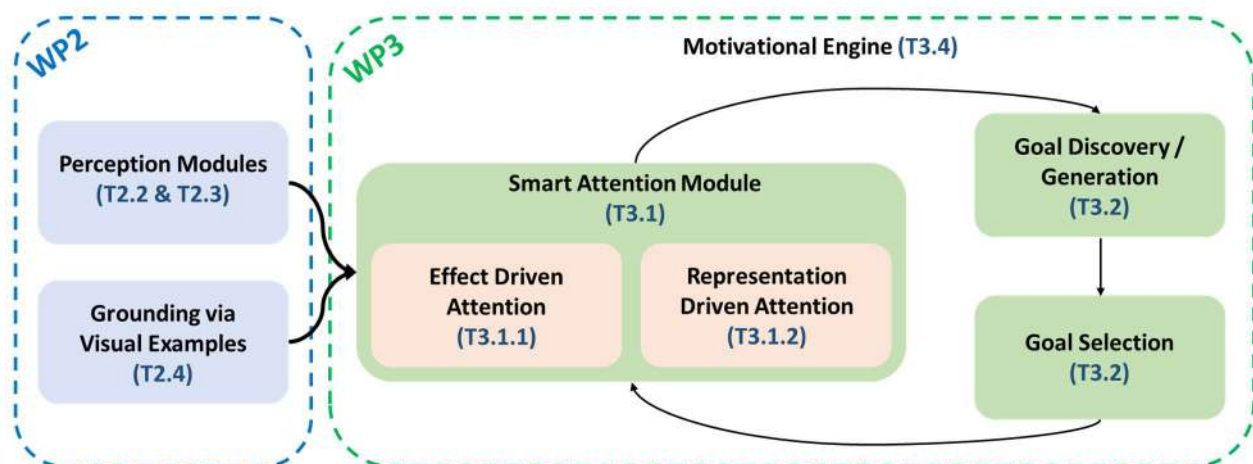 WP2
Perception Modules
(T2.2 & T2.3)
Grounding via
Visual Examples
(T2.4)
WP3
Motivational Engine (T3.4)
Smart Attention Module
(T3.1)
Effect Driven
Attention
(T3.1.1)
Representation
Driven Attention
(T3.1.2)
Goal Discovery /
Generation
(T3.2)
Goal Selection
(T3.2)